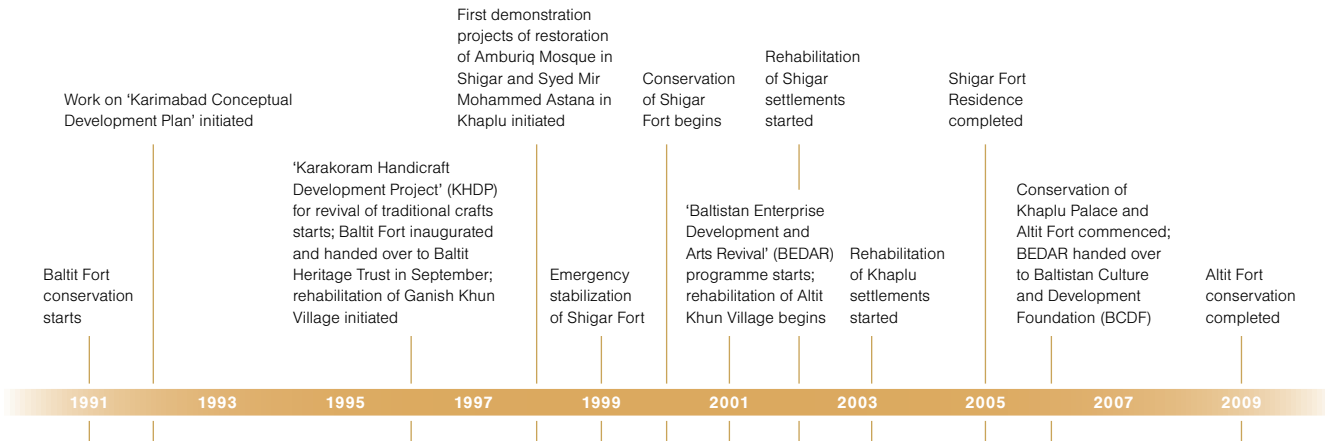 Baltit Fort
conservation
starts
Work on ‘Karimabad Conceptual
Development Plan’ initiated
‘Karakoram Handicraft
Development Project’ (KHDP)
for revival of traditional crafts
starts; Baltit Fort inaugurated
and handed over to Baltit
Heritage Trust in September;
rehabilitation of Ganish Khun
Village initiated
First demonstration
projects of restoration
of Amburiq Mosque in
Shigar and Syed Mir
Mohammed Astana in
Khaplu initiated
Emergency
stabilization
of Shigar Fort
Conservation
of Shigar
Fort begins
‘Baltistan Enterprise
Development and
Arts Revival’ (BEDAR)
programme starts;
rehabilitation of Altit
Khun Village begins
Rehabilitation
of Shigar
settlements
started
Rehabilitation
of Khaplu
settlements
started
Shigar Fort
Residence
completed
Conservation of
Khaplu Palace and
Altit Fort commenced;
BEDAR handed over
to Baltistan Culture
and Development
Foundation (BCDF)
Altit Fort
conservation
completed
1991 1993 1995 1997 1999 2001 2003 2005 2007 2009